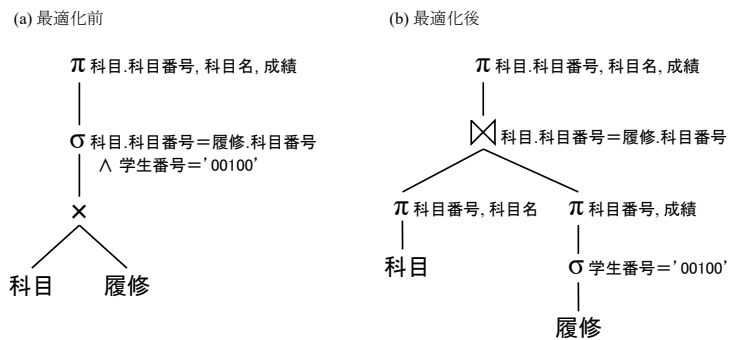 (a) 最適化前
π 科目.科目番号, 科目名, 成績
σ 科目.科目番号＝履修.科目番号
∧ 学生番号＝'00100'
×
科目
履修
(b) 最適化後
π 科目.科目番号, 科目名, 成績
⋈ 科目.科目番号＝履修.科目番号
π 科目番号, 科目名
科目
π 科目番号, 成績
σ 学生番号＝'00100'
履修